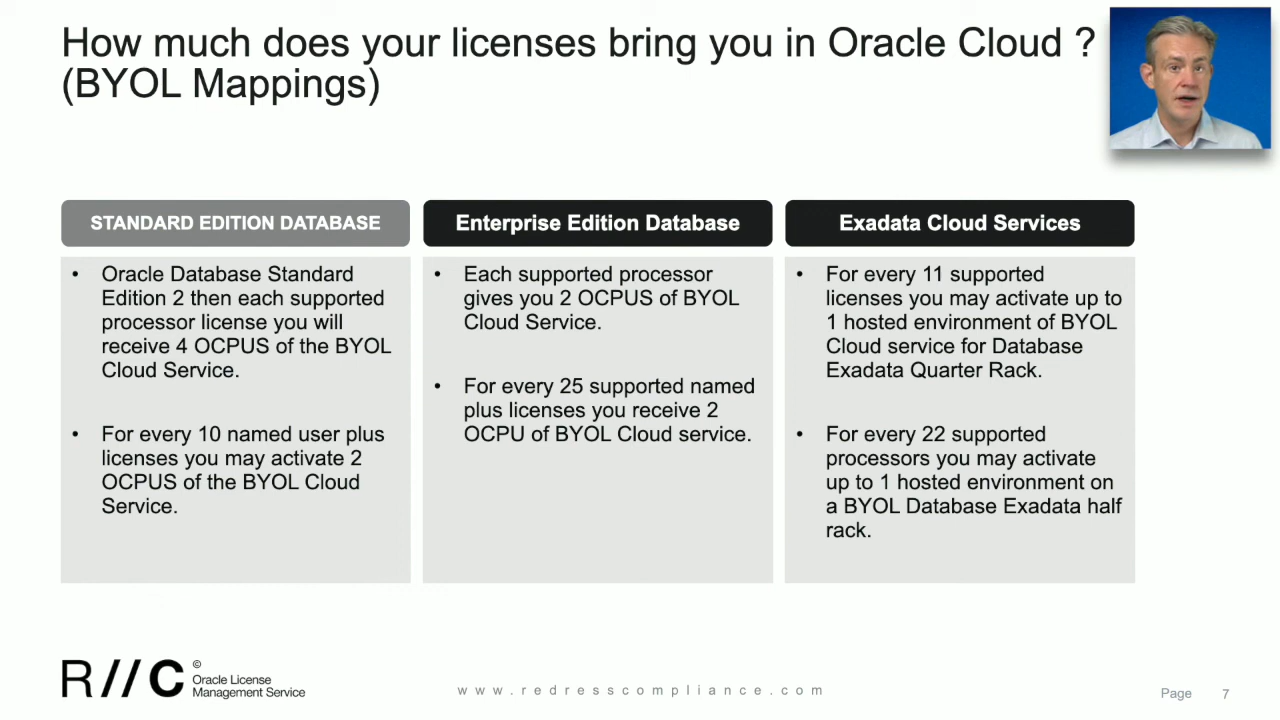 How much does your licenses bring you in Oracle Cloud ?
(BYOL Mappings)
STANDARD EDITION DATABASE
• Oracle Database Standard
Edition 2 then each supported
processor license you will
receive 4 OCPUS of the BYOL
Cloud Service.
• For every 10 named user plus
licenses you may activate 2
OCPUS of the BYOL Cloud
Service.
Enterprise Edition Database
• Each supported processor
gives you 2 OCPUS of BYOL
Cloud Service.
• For every 25 supported named
plus licenses you receive 2
OCPU of BYOL Cloud service.
Exadata Cloud Services
• For every 11 supported
licenses you may activate up to
1 hosted environment of BYOL
Cloud service for Database
Exadata Quarter Rack.
• For every 22 supported
processors you may activate
up to 1 hosted environment on
a BYOL Database Exadata half
rack.
R//C ©
Oracle License
Management Service
www.redresscompliance.com
Page 7